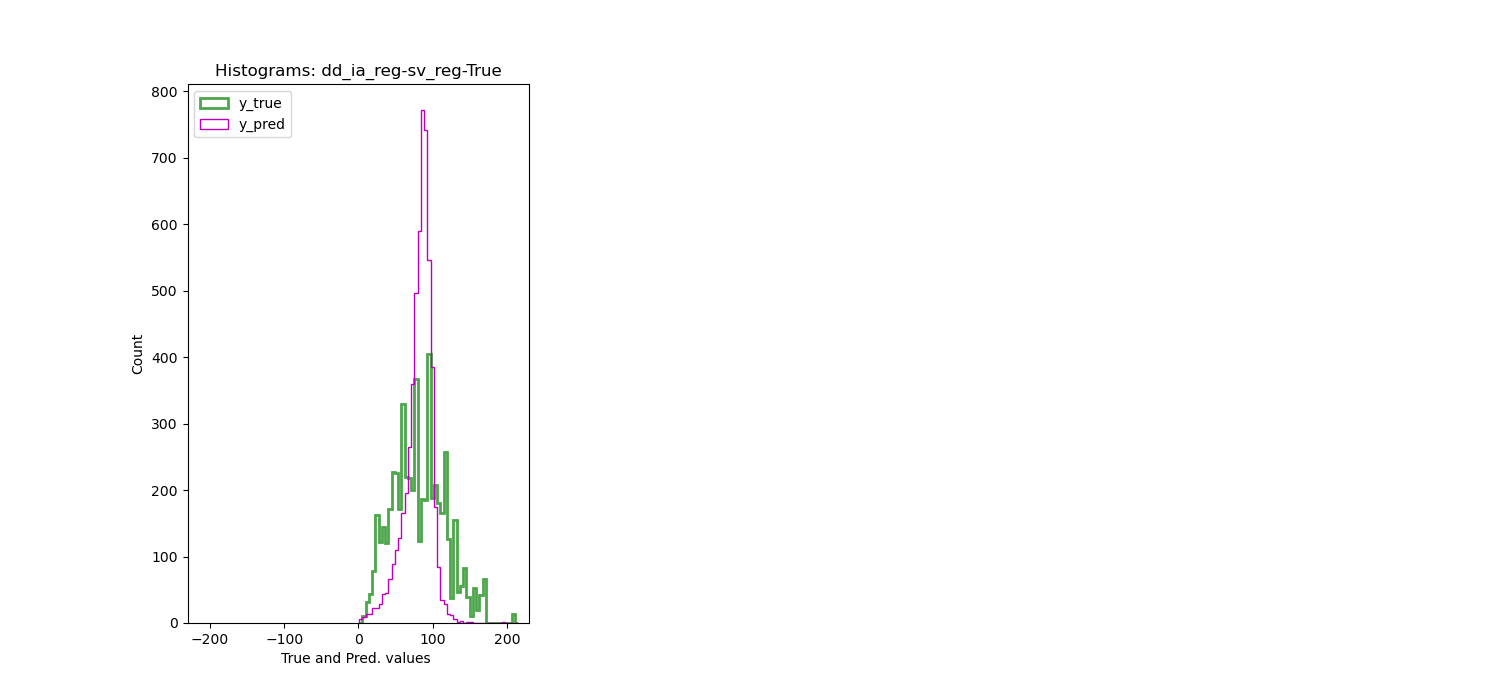 Histograms: dd_ia_reg-sv_reg-True
800
700
600
500
400
300
200
100
0
Count
y_true
y_pred
−200 −100 0 100 200
True and Pred. values